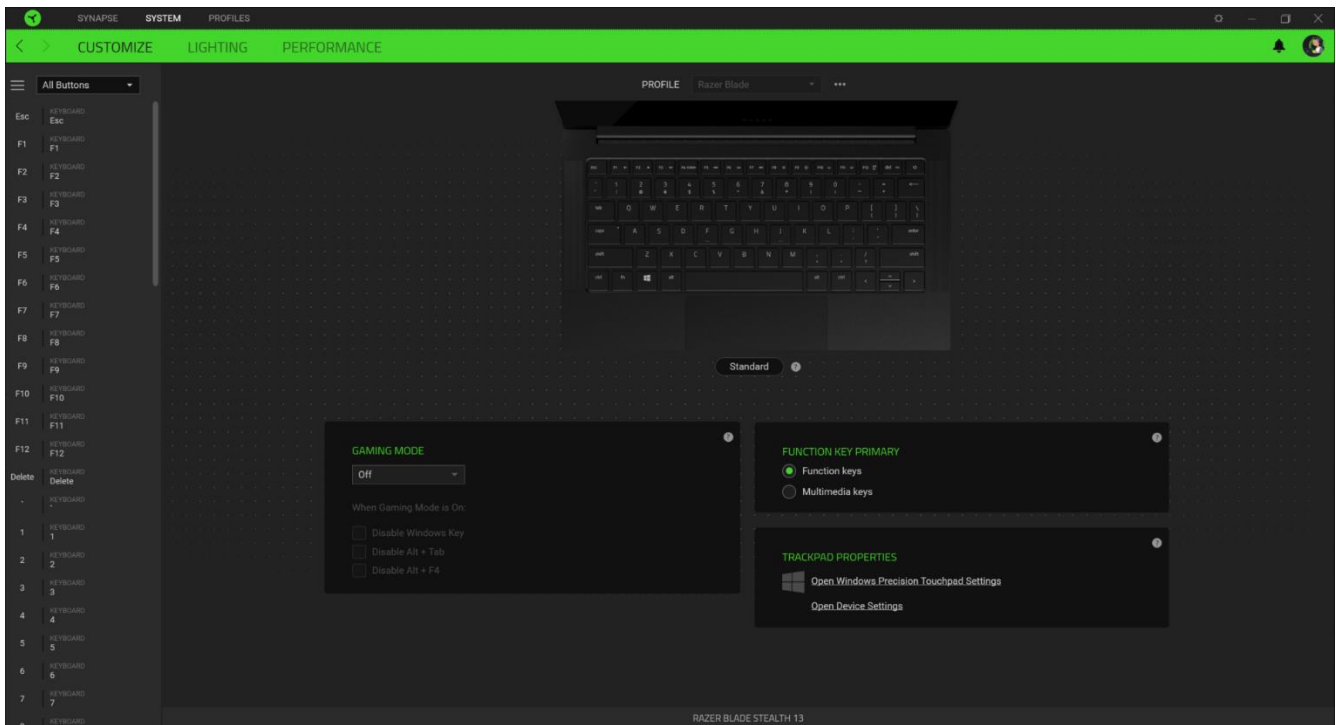 SYNAPSE SYSTEM PROFILES
CUSTOMIZE LIGHTING PERFORMANCE
All Buttons
PROFILE Razer Blade
Esc KEYBOARD
Esc
F1 KEYBOARD
F1
F2 KEYBOARD
F2
F3 KEYBOARD
F3
F4 KEYBOARD
F4
F5 KEYBOARD
F5
F6 KEYBOARD
F6
F7 KEYBOARD
F7
F8 KEYBOARD
F8
F9 KEYBOARD
F9
F10 KEYBOARD
F10
F11 KEYBOARD
F11
F12 KEYBOARD
F12
Delete KEYBOARD
Delete
` KEYBOARD
`
1 KEYBOARD
1
2 KEYBOARD
2
3 KEYBOARD
3
4 KEYBOARD
4
5 KEYBOARD
5
6 KEYBOARD
6
7 KEYBOARD
7
KEYBOARD
Q W E R T Y U I O P
A S D F G H J K L
Z X C V B N M
Standard
GAMING MODE
Off
When Gaming Mode is On:
Disable Windows Key
Disable Alt + Tab
Disable Alt + F4
FUNCTION KEY PRIMARY
Function keys
Multimedia keys
TRACKPAD PROPERTIES
Open Windows Precision Touchpad Settings
Open Device Settings
RAZER BLADE STEALTH 13